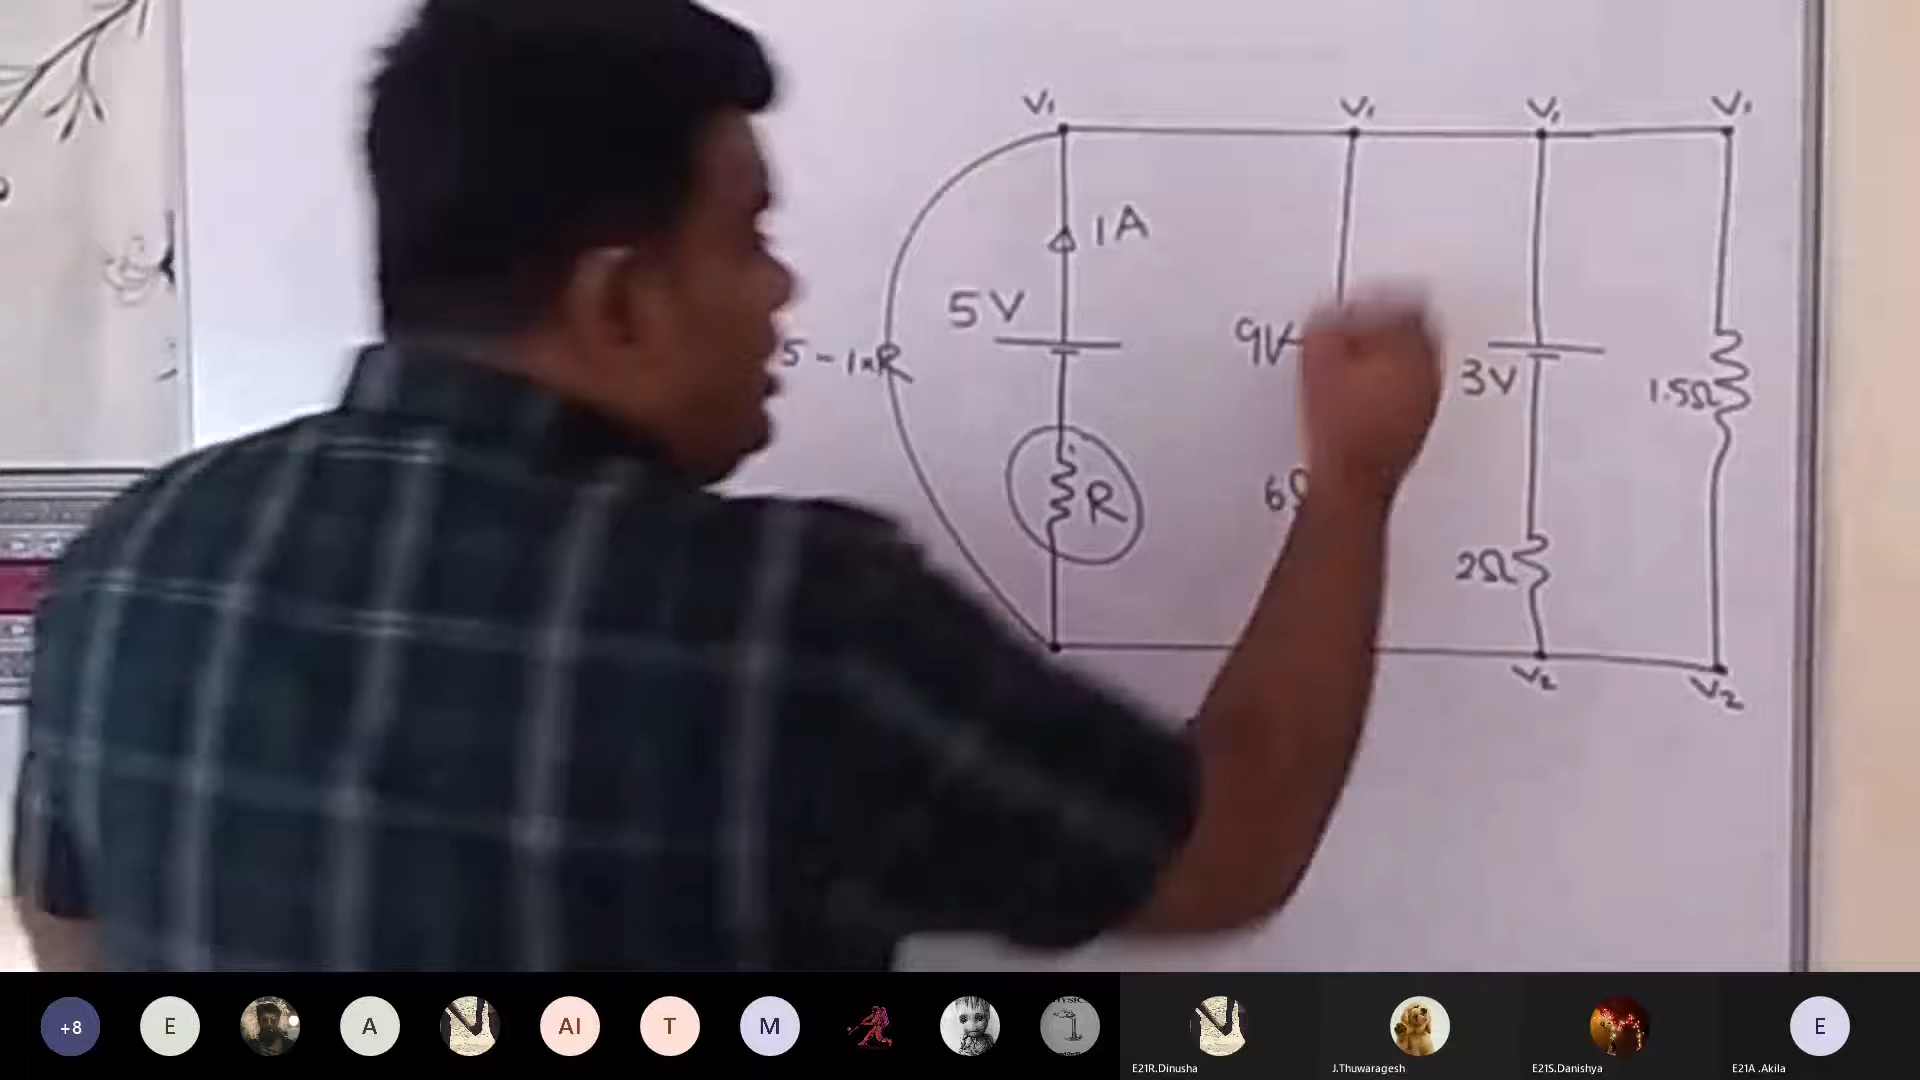 V₁ V₁ V₁ V₁
1A
5V
5 - 1×R
9V
3V
1.5Ω
R
2Ω
V₂
V₂
+8
E
A
AI
T
M
E
E21R.Dinusha
J.Thuwaragesh
E21S.Danishya
E21A .Akila